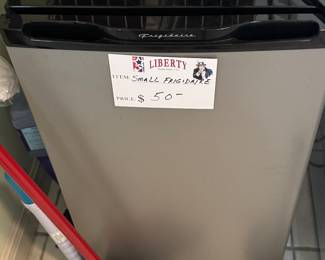 Frigidaire
LIBERTY
ITEM: SMALL FRIGIDAIRE
PRICE: $ 50-